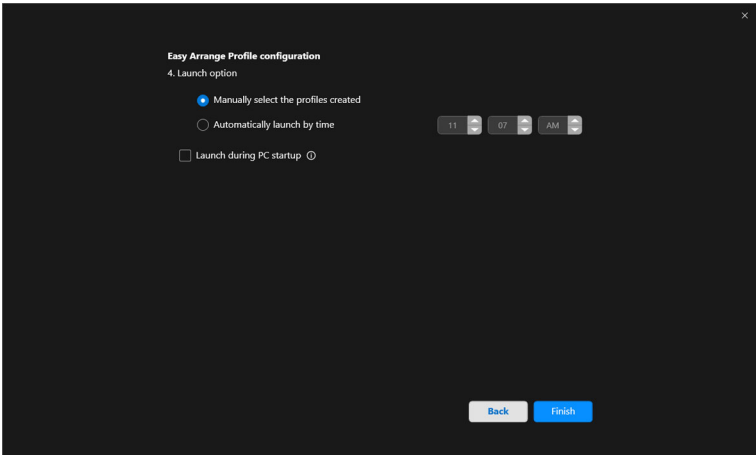 Easy Arrange Profile configuration
4. Launch option
Manually select the profiles created
Automatically launch by time 11 07 AM
Launch during PC startup
Back Finish